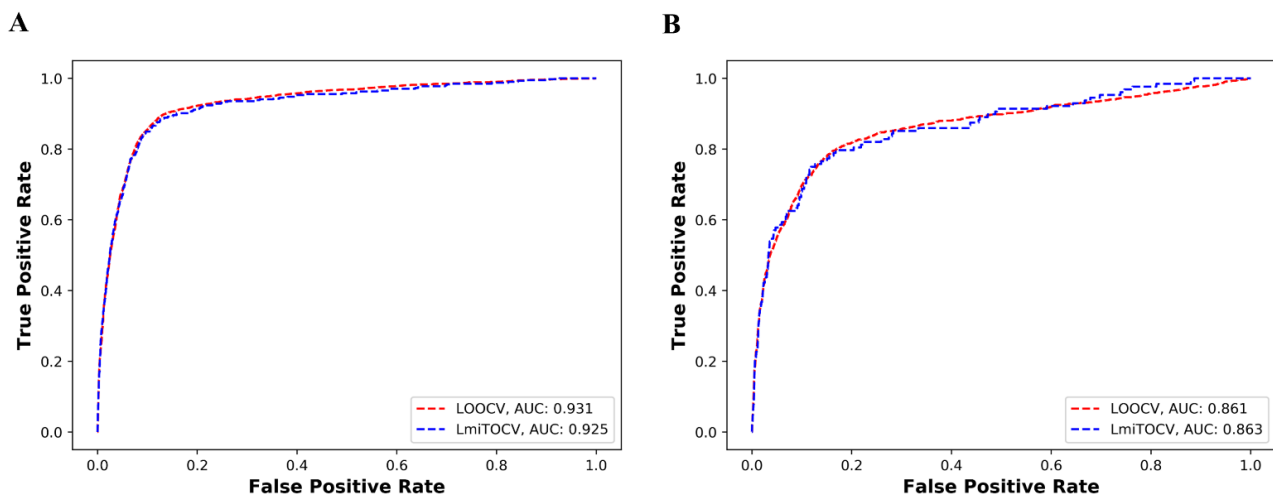 A
1.0
0.8
0.6
0.4
0.2
0.0
True Positive Rate
LOOCV, AUC: 0.931
LmiTOCV, AUC: 0.925
0.0 0.2 0.4 0.6 0.8 1.0
False Positive Rate
B
1.0
0.8
0.6
0.4
0.2
0.0
True Positive Rate
LOOCV, AUC: 0.861
LmiTOCV, AUC: 0.863
0.0 0.2 0.4 0.6 0.8 1.0
False Positive Rate